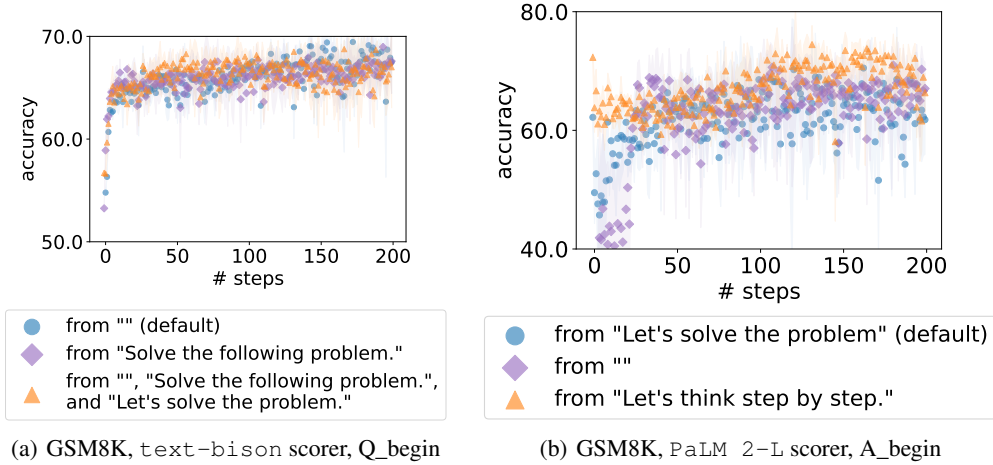 70.0
60.0
50.0
accuracy
0
50
100
150
200
# steps
from "" (default)
from "Solve the following problem."
from "", "Solve the following problem.",
and "Let's solve the problem."
(a) GSM8K, text-bison scorer, Q_begin
80.0
60.0
40.0
accuracy
0
50
100
150
200
# steps
from "Let's solve the problem" (default)
from ""
from "Let's think step by step."
(b) GSM8K, PaLM 2-L scorer, A_begin